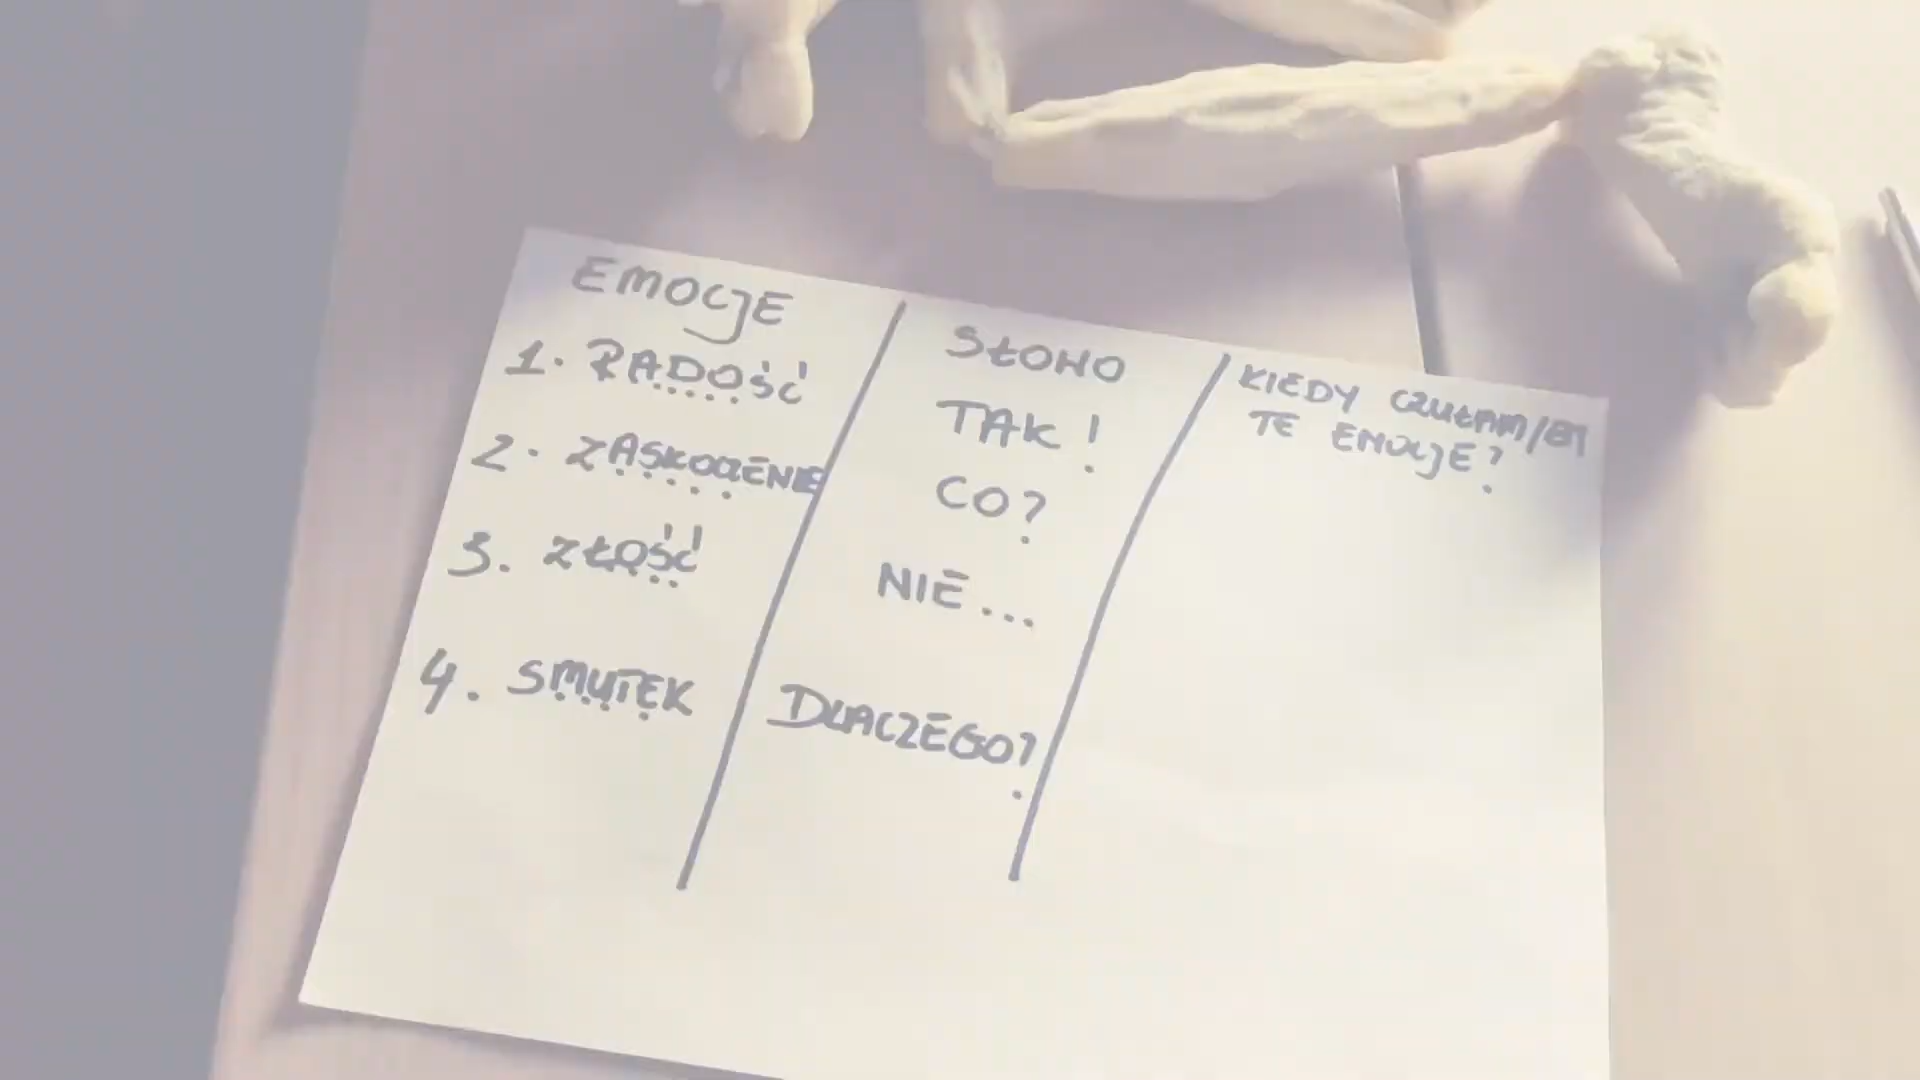 EMOCJE
1. RADOŚĆ
2. ZASKOCZENIE
3. ZŁOŚĆ
4. SMUTEK
SŁOWO
TAK!
CO?
NIE...
DLACZEGO?
KIEDY CZUŁAM/EM
TE EMOCJE?